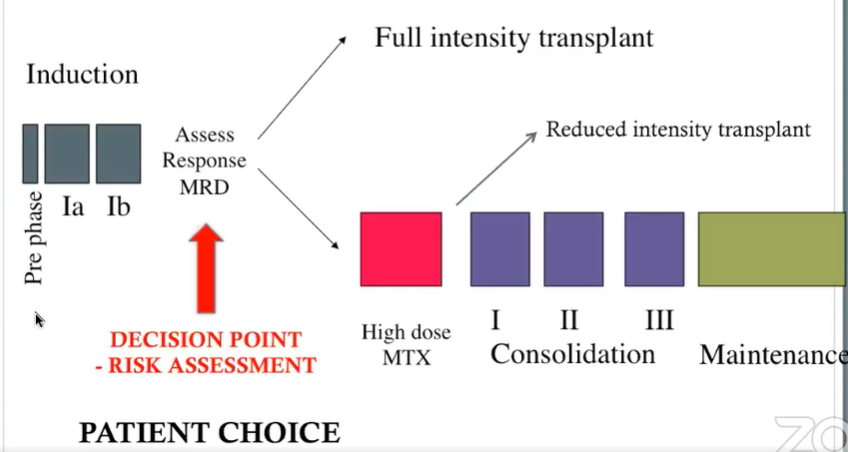 Full intensity transplant
Induction
Reduced intensity transplant
Assess
Response
MRD
Pre phase
Ia
Ib
DECISION POINT
- RISK ASSESSMENT
High dose
MTX
I
II
III
Consolidation
Maintenance
PATIENT CHOICE